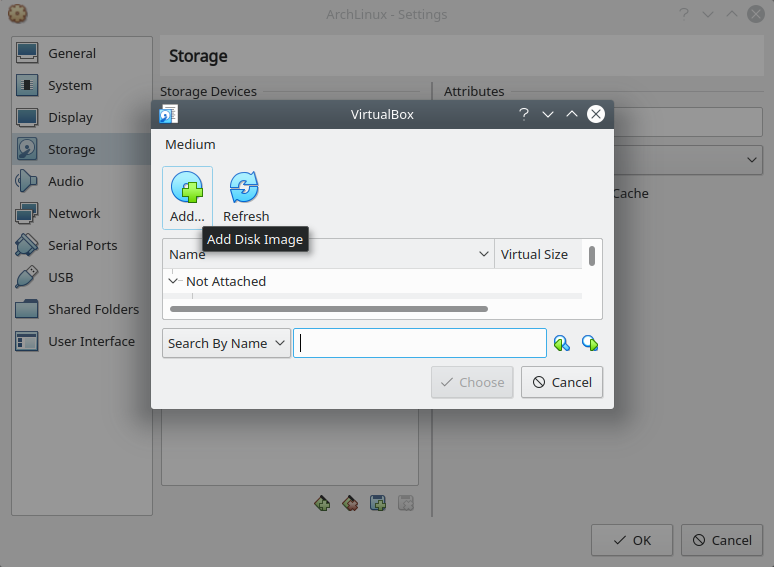 ArchLinux - Settings
General
System
Display
Storage
Audio
Network
Serial Ports
USB
Shared Folders
User Interface
Storage
Storage Devices
Attributes
Cache
VirtualBox
Medium
Add...
Refresh
Add Disk Image
Name
Virtual Size
Not Attached
Search By Name
Choose
Cancel
OK
Cancel